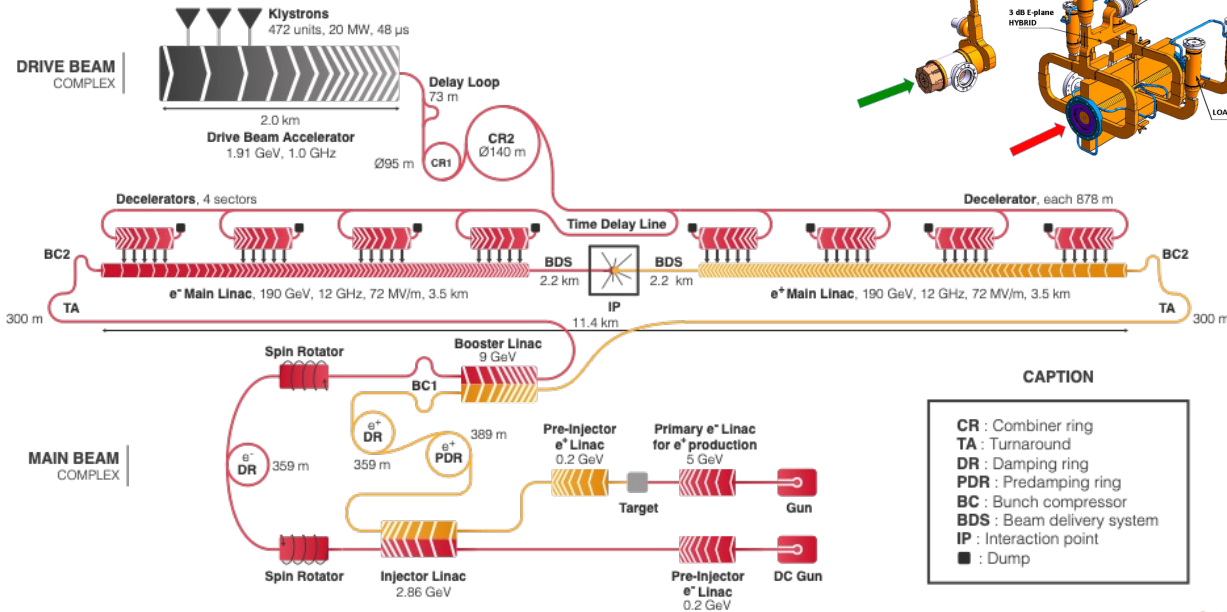 Klystrons
472 units, 20 MW, 48 µs
3 dB E-plane
HYBRID
DRIVE BEAM
COMPLEX
Delay Loop
73 m
2.0 km
Drive Beam Accelerator
1.91 GeV, 1.0 GHz
CR2
Ø140 m
Ø95 m
CR1
LOA
Decelerators, 4 sectors
Time Delay Line
Decelerator, each 878 m
BC2
BDS
2.2 km
BDS
2.2 km
BC2
e⁻ Main Linac, 190 GeV, 12 GHz, 72 MV/m, 3.5 km
IP
e⁺ Main Linac, 190 GeV, 12 GHz, 72 MV/m, 3.5 km
TA
TA
300 m
11.4 km
300 m
Spin Rotator
Booster Linac
9 GeV
BC1
CAPTION
e⁺
DR
359 m
e⁺
PDR
389 m
Pre-Injector
e⁺ Linac
0.2 GeV
Primary e⁻ Linac
for e⁺ production
5 GeV
MAIN BEAM
COMPLEX
e⁻
DR
359 m
Target
Gun
Spin Rotator
Injector Linac
2.86 GeV
Pre-Injector
e⁻ Linac
0.2 GeV
DC Gun
CR : Combiner ring
TA : Turnaround
DR : Damping ring
PDR : Predamping ring
BC : Bunch compressor
BDS : Beam delivery system
IP : Interaction point
: Dump